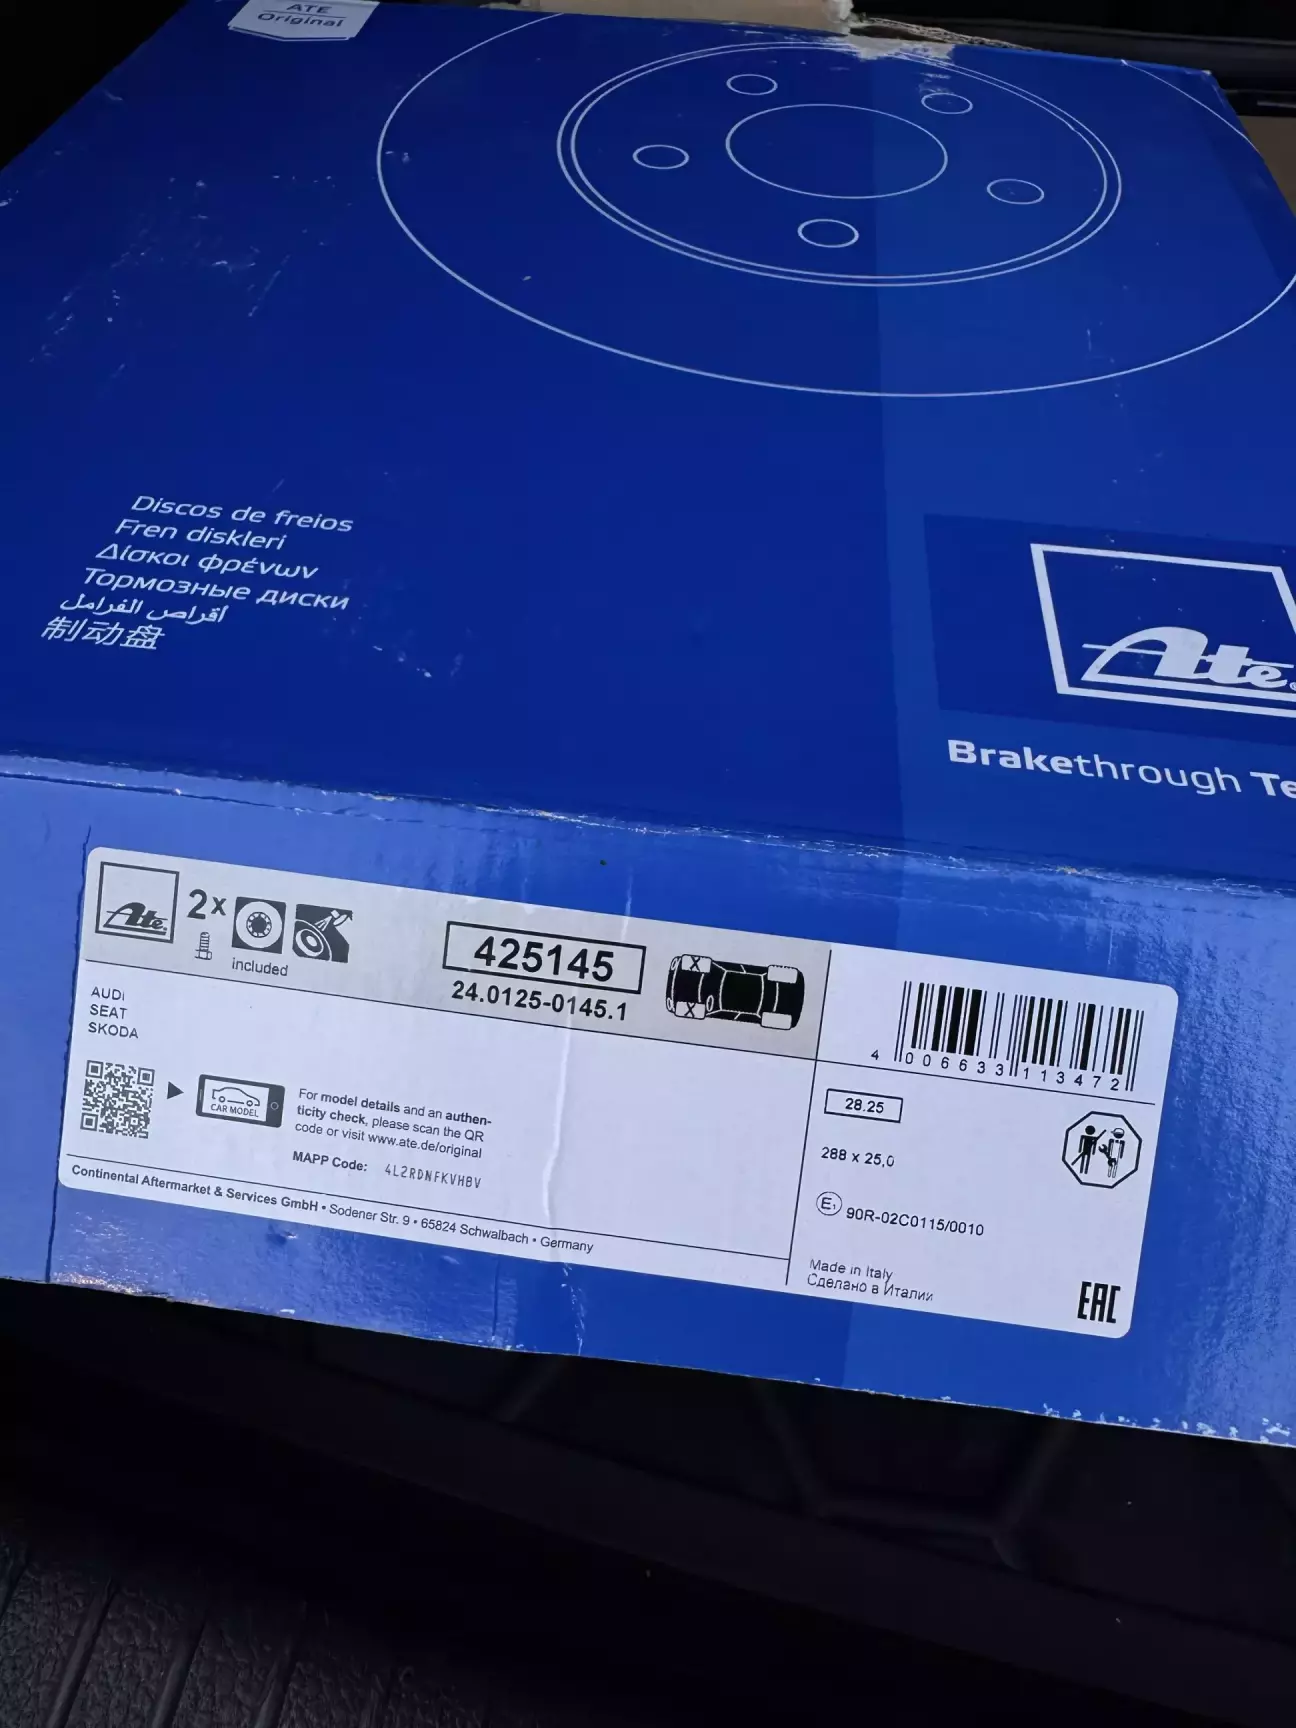 ATE
Original
Discos de freios
Fren diskleri
Δίσκοι φρένων
Тормозные диски
أقراص الفرامل
制动盘
Ate
Brakethrough
Ate
2x
included
425145
24.0125-0145.1
X
X
AUDI
SEAT
SKODA
CAR MODEL
For model details and an authen-
ticity check, please scan the QR
code or visit www.ate.de/original
MAPP Code: 4L2RDNFKVHBV
Continental Aftermarket & Services GmbH • Sodener Str. 9 • 65824 Schwalbach • Germany
4 006633 113472
28.25
288 x 25,0
E1 90R-02C0115/0010
Made in Italy
Сделано в Италии
EAC